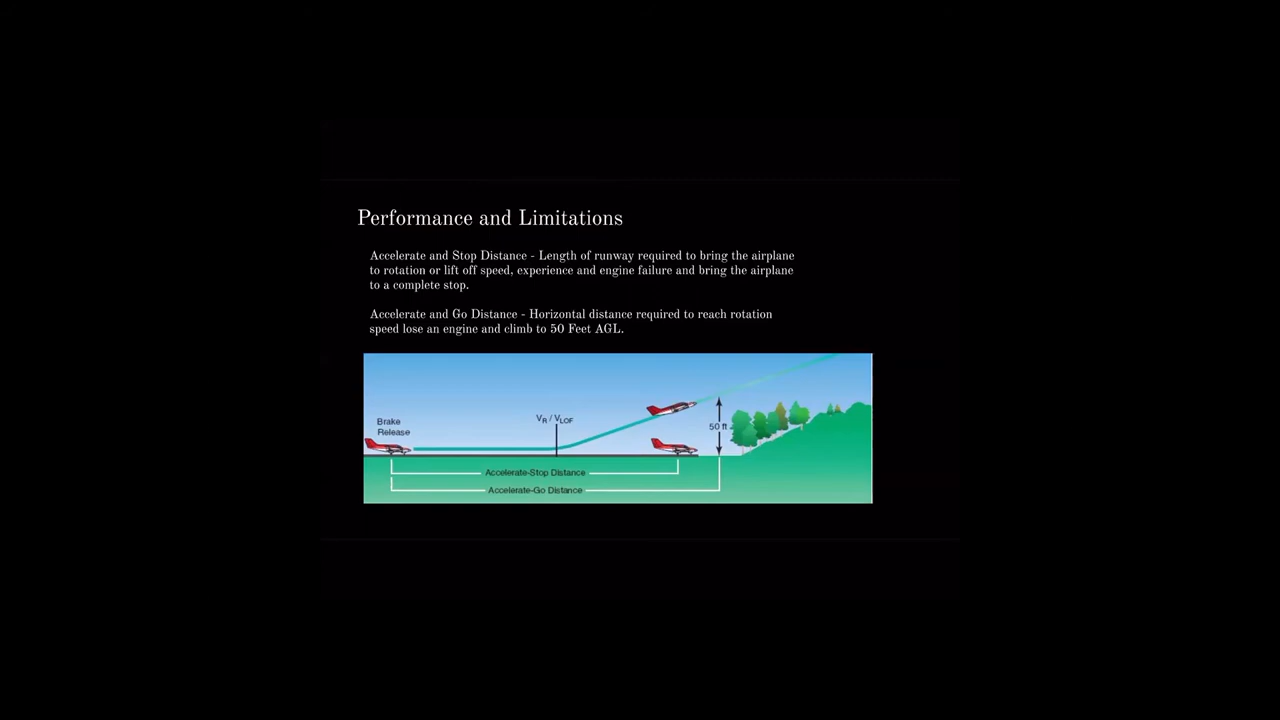 Performance and Limitations
Accelerate and Stop Distance - Length of runway required to bring the airplane
to rotation or lift off speed, experience and engine failure and bring the airplane
to a complete stop.
Accelerate and Go Distance - Horizontal distance required to reach rotation
speed lose an engine and climb to 50 Feet AGL.
Brake
Release
VR / VLOF
50 ft
Accelerate-Stop Distance
Accelerate-Go Distance